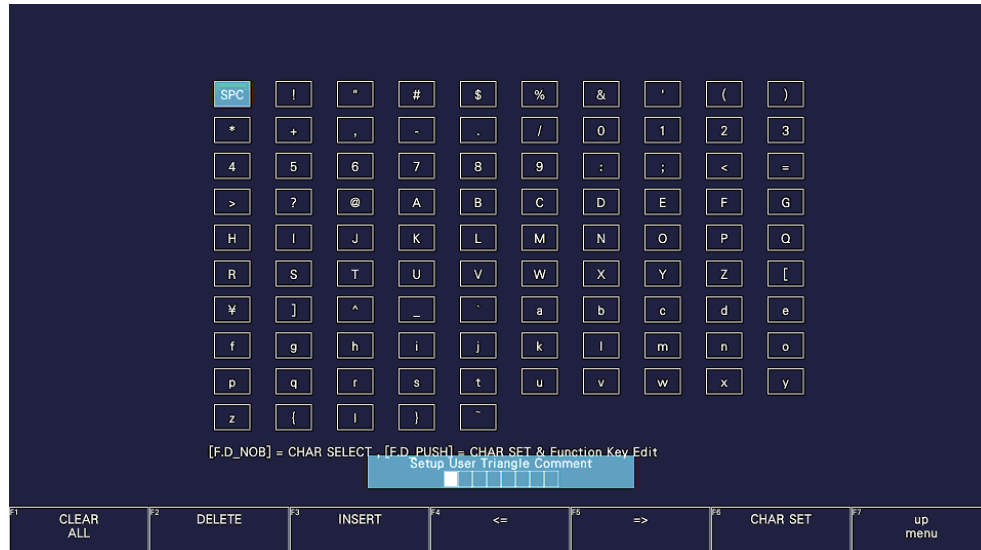 SPC ! " # $ % & ' ( )
* + , - . / 0 1 2 3
4 5 6 7 8 9 : ; < =
> ? @ A B C D E F G
H I J K L M N O P Q
R S T U V W X Y Z [
¥ ] ^ _ ` a b c d e
f g h i j k l m n o
p q r s t u v w x y
z { | } ~
[F.D_NOB] = CHAR SELECT , [F.D_PUSH] = CHAR SET & Function Key Edit
Setup User Triangle Comment
F1 CLEAR ALL
F2 DELETE
F3 INSERT
F4 <=
F5 =>
F6 CHAR SET
F7 up menu